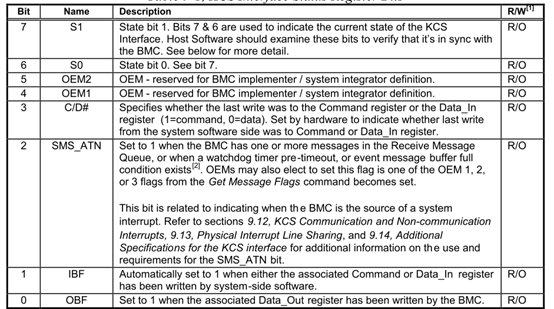 Bit Name Description R/W[1]
7 S1 State bit 1. Bits 7 & 6 are used to indicate the current state of the KCS R/O
Interface. Host Software should examine these bits to verify that it's in sync with
the BMC. See below for more detail.
6 S0 State bit 0. See bit 7. R/O
5 OEM2 OEM - reserved for BMC implementer / system integrator definition. R/O
4 OEM1 OEM - reserved for BMC implementer / system integrator definition. R/O
3 C/D# Specifies whether the last write was to the Command register or the Data_In R/O
register (1=command, 0=data). Set by hardware to indicate whether last write
from the system software side was to Command or Data_In register.
2 SMS_ATN Set to 1 when the BMC has one or more messages in the Receive Message R/O
Queue, or when a watchdog timer pre-timeout, or event message buffer full
condition exists[2]. OEMs may also elect to set this flag is one of the OEM 1, 2,
or 3 flags from the Get Message Flags command becomes set.
This bit is related to indicating when the BMC is the source of a system
interrupt. Refer to sections 9.12, KCS Communication and Non-communication
Interrupts, 9.13, Physical Interrupt Line Sharing, and 9.14, Additional
Specifications for the KCS interface for additional information on the use and
requirements for the SMS_ATN bit.
1 IBF Automatically set to 1 when either the associated Command or Data_In register R/O
has been written by system-side software.
0 OBF Set to 1 when the associated Data_Out register has been written by the BMC. R/O